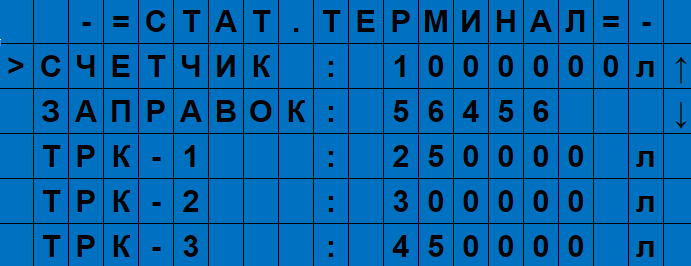 -=СТАТ.ТЕРМИНАЛ=-
>СЧЕТЧИК : 1000000л↑
ЗАПРАВОК: 56456 ↓
ТРК-1 : 250000 л
ТРК-2 : 300000 л
ТРК-3 : 450000 л